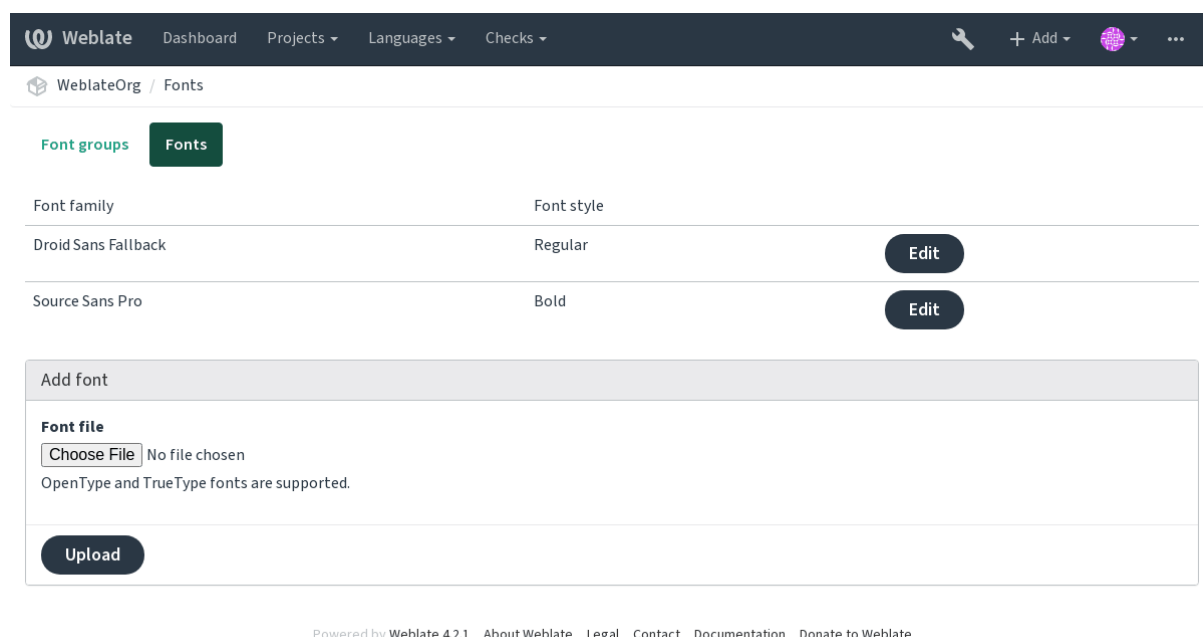 Weblate Dashboard Projects Languages Checks + Add
WeblateOrg / Fonts
Font groups Fonts
Font family Font style
Droid Sans Fallback Regular Edit
Source Sans Pro Bold Edit
Add font
Font file
Choose File No file chosen
OpenType and TrueType fonts are supported.
Upload
Powered by Weblate 4.2.1 About Weblate Legal Contact Documentation Donate to Weblate